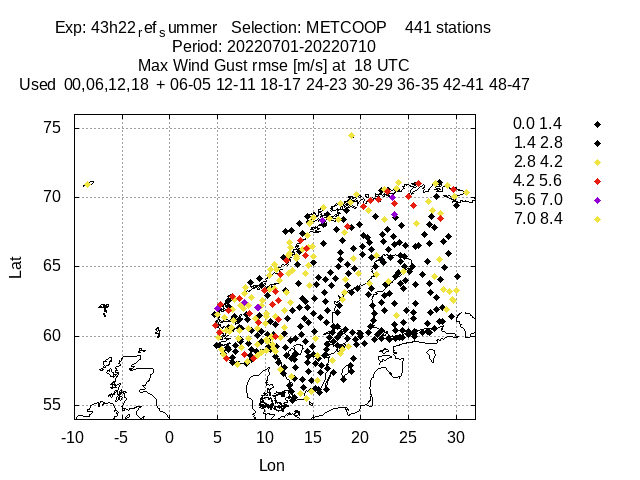 Exp: 43h22refsummer   Selection: METCOOP    441 stations
Period: 20220701-20220710
Max Wind Gust rmse [m/s] at  18 UTC
Used  00,06,12,18  + 06-05 12-11 18-17 24-23 30-29 36-35 42-41 48-47
75
70
65
60
55
Lat
-10 -5 0 5 10 15 20 25 30
Lon
0.0 1.4
1.4 2.8
2.8 4.2
4.2 5.6
5.6 7.0
7.0 8.4